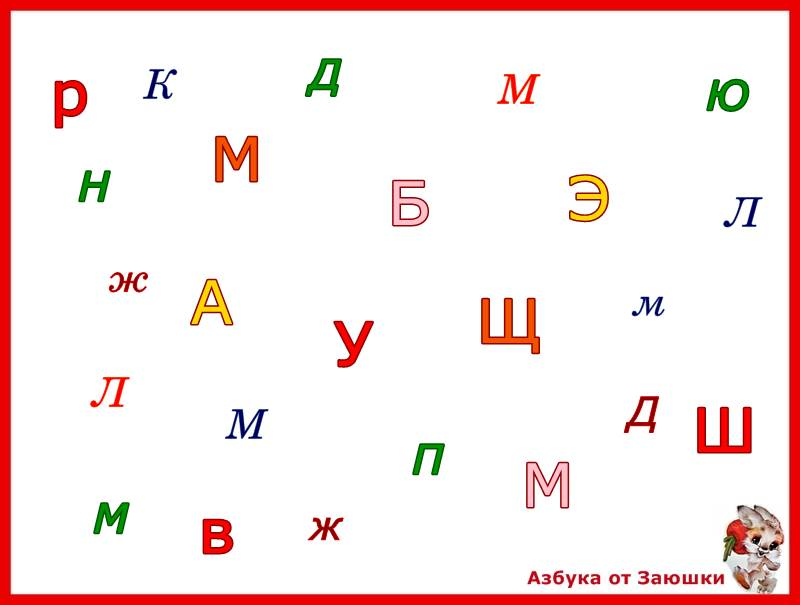 р К Д М Ю
М
Н Б Э Л
ж А У Щ м
Л М Д Ш
П М
М в ж
Азбука от Заюшки